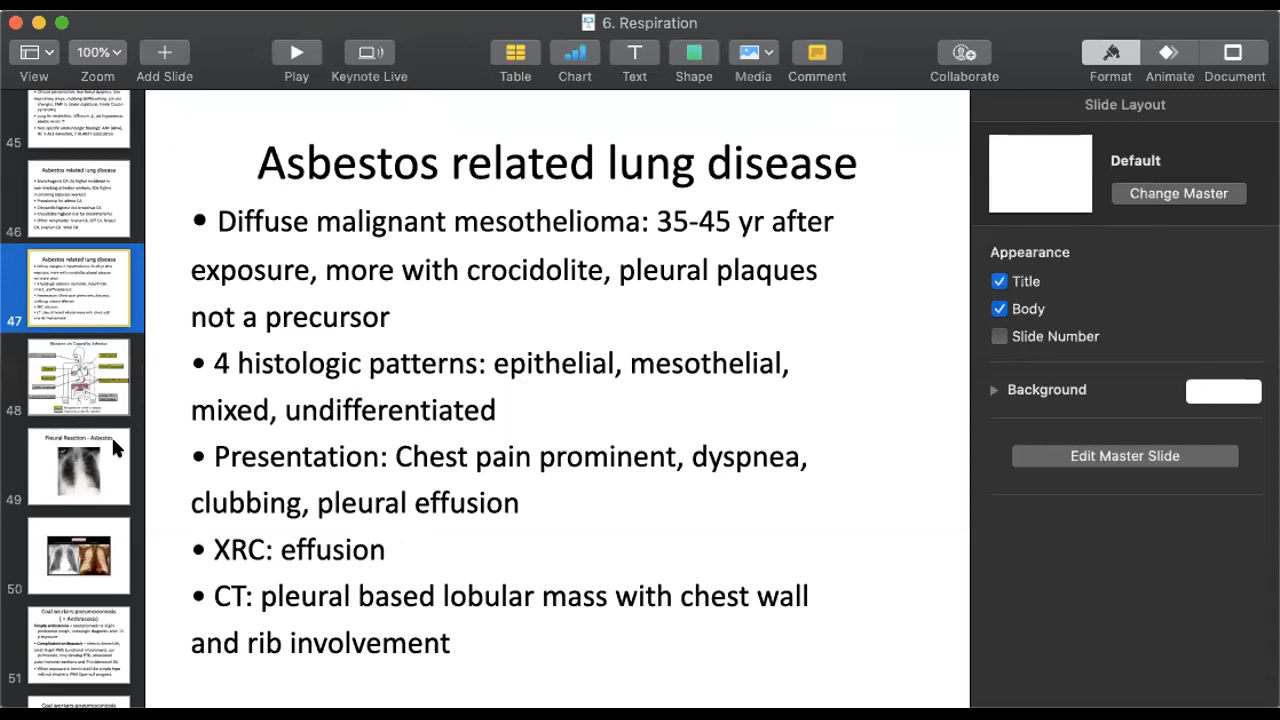 6. Respiration
100%
View
Zoom
Add Slide
Play
Keynote Live
Table
Chart
Text
Shape
Media
Comment
Collaborate
Format
Animate
Document
45
Asbestos related lung disease
46
Asbestos related lung disease
47
48
Pleural Reaction - Asbestos
49
50
Coal workers pneumoconiosis
51
Asbestos related lung disease
• Diffuse malignant mesothelioma: 35-45 yr after
exposure, more with crocidolite, pleural plaques
not a precursor
• 4 histologic patterns: epithelial, mesothelial,
mixed, undifferentiated
• Presentation: Chest pain prominent, dyspnea,
clubbing, pleural effusion
• XRC: effusion
• CT: pleural based lobular mass with chest wall
and rib involvement
Slide Layout
Default
Change Master
Appearance
Title
Body
Slide Number
Background
Edit Master Slide